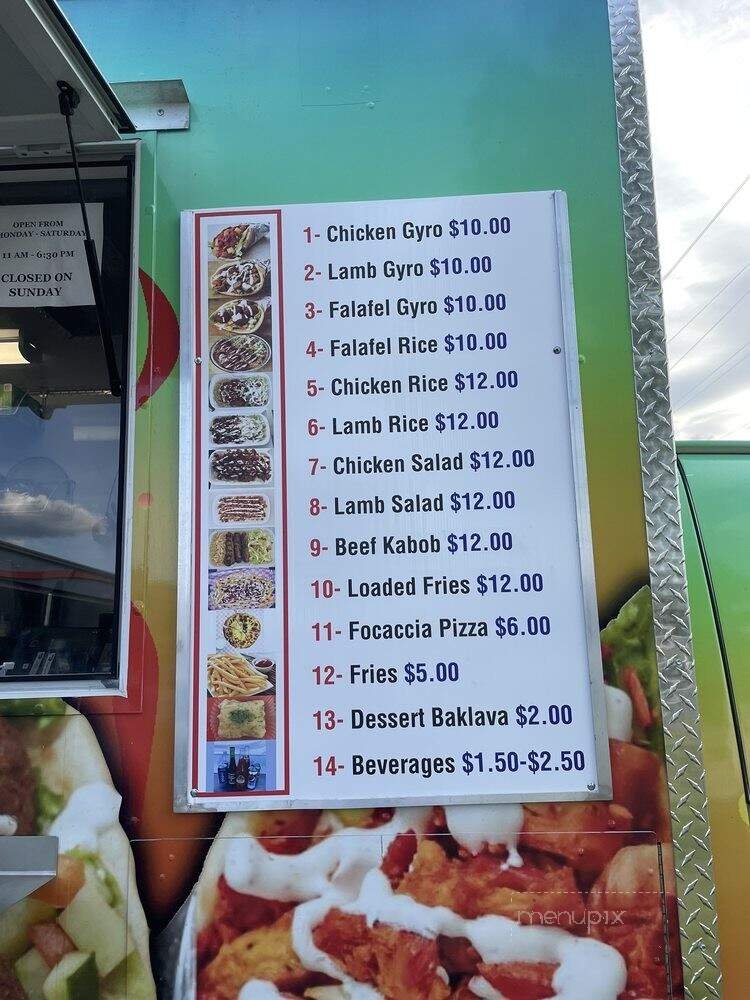 OPEN FROM
MONDAY - SATURDAY
11 AM - 6:30 PM
CLOSED ON
SUNDAY
1- Chicken Gyro $10.00
2- Lamb Gyro $10.00
3- Falafel Gyro $10.00
4- Falafel Rice $10.00
5- Chicken Rice $12.00
6- Lamb Rice $12.00
7- Chicken Salad $12.00
8- Lamb Salad $12.00
9- Beef Kabob $12.00
10- Loaded Fries $12.00
11- Focaccia Pizza $6.00
12- Fries $5.00
13- Dessert Baklava $2.00
14- Beverages $1.50-$2.50
menupix